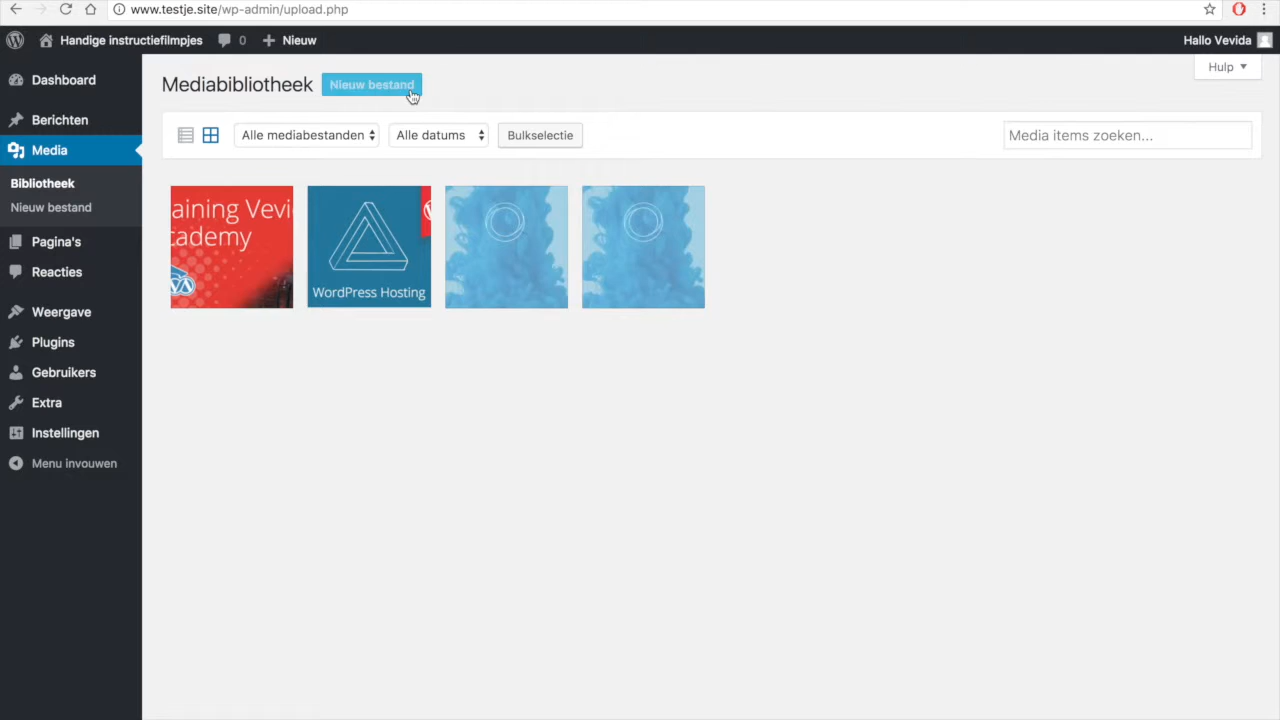 www.testje.site/wp-admin/upload.php
Handige instructiefilmpjes 0 Nieuw Hallo Vevida
Hulp
Mediabibliotheek Nieuw bestand
Alle mediabestanden Alle datums Bulkselectie Media items zoeken...
Dashboard
Berichten
Media
Bibliotheek
Nieuw bestand
Pagina's
Reacties
Weergave
Plugins
Gebruikers
Extra
Instellingen
Menu invouwen
aining Vevi
cademy
WordPress Hosting